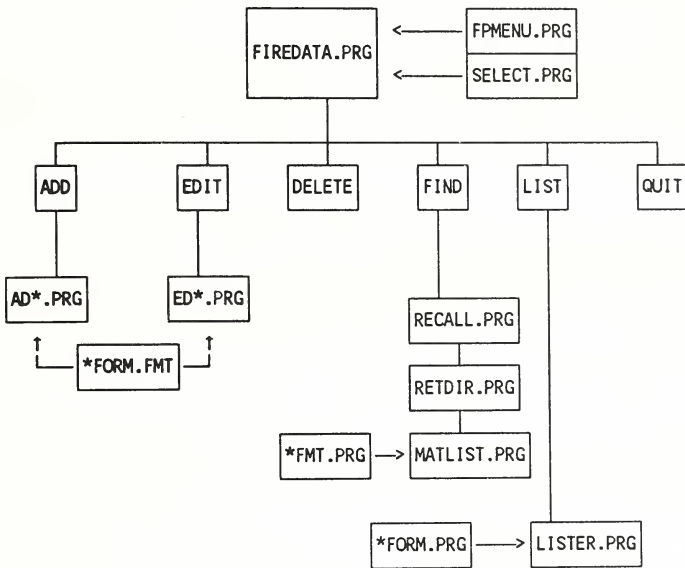 FIREDATA.PRG
FPMENU.PRG
SELECT.PRG
ADD
EDIT
DELETE
FIND
LIST
QUIT
AD*.PRG
ED*.PRG
*FORM.FMT
RECALL.PRG
RETDIR.PRG
*FMT.PRG
MATLIST.PRG
*FORM.PRG
LISTER.PRG